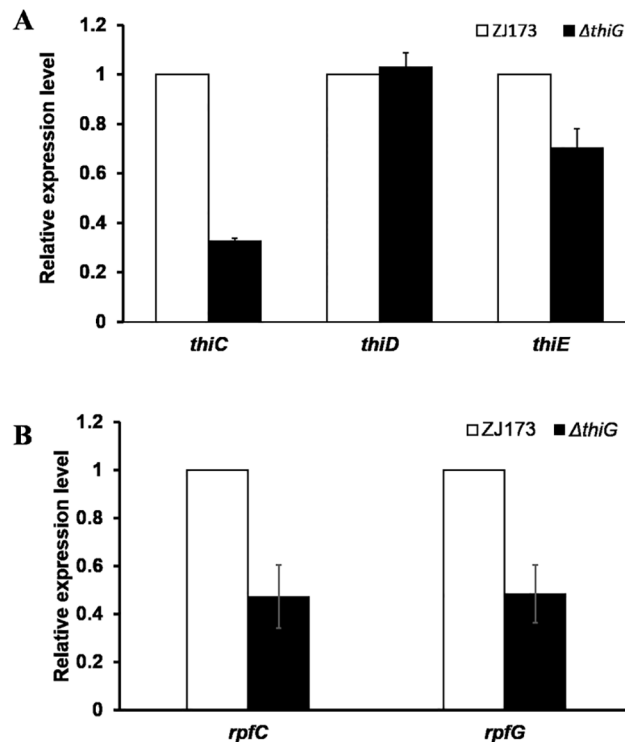 A
ZJ173 ΔthiG
Relative expression level
1.2
1
0.8
0.6
0.4
0.2
0
thiC thiD thiE
B
ZJ173 ΔthiG
Relative expression level
1.2
1
0.8
0.6
0.4
0.2
0
rpfC rpfG